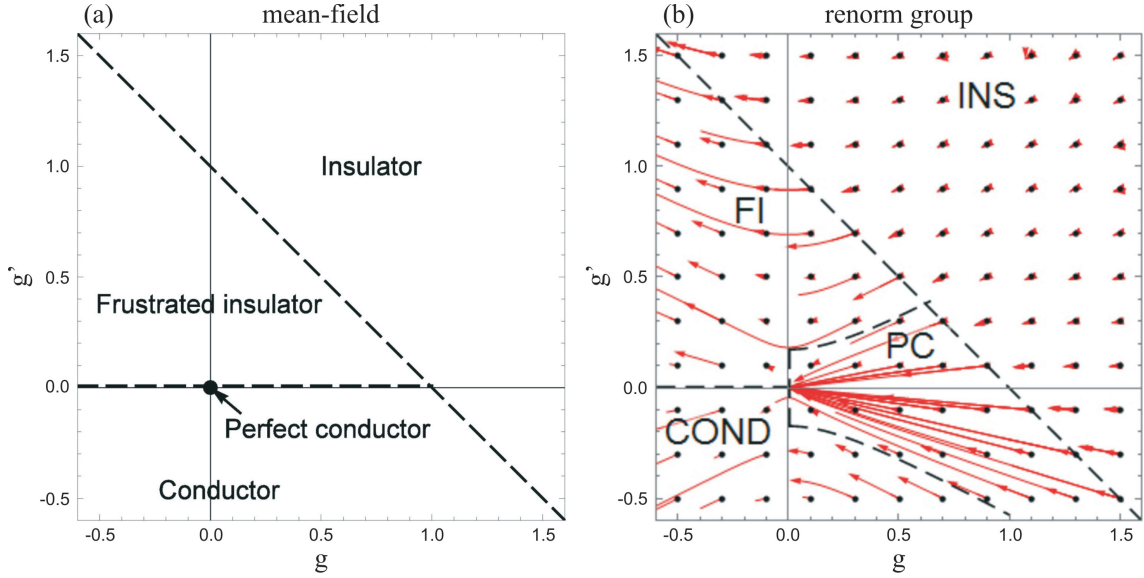 (a) mean-field
1.5
1.0
0.5
0.0
-0.5
g'
Insulator
Frustrated insulator
Perfect conductor
Conductor
-0.5 0.0 0.5 1.0 1.5
g
(b) renorm group
1.5
1.0
0.5
0.0
-0.5
g'
INS
FI
PC
COND
-0.5 0.0 0.5 1.0 1.5
g